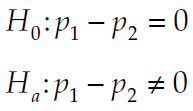 H₀: p₁ − p₂ = 0
Hₐ: p₁ − p₂ ≠ 0